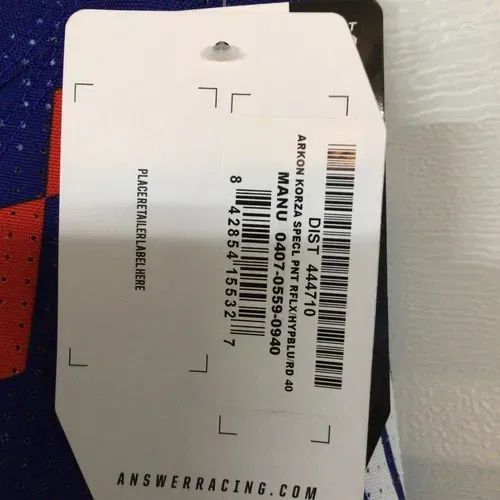 PLACE RETAILER LABEL HERE
DIST 444710
ARKON KORZA SPECL PNT RFLX/HYPBLU/RD 40
MANU 0407-0559-0940
8 42854 15532 7
ANSWERRACING.COM